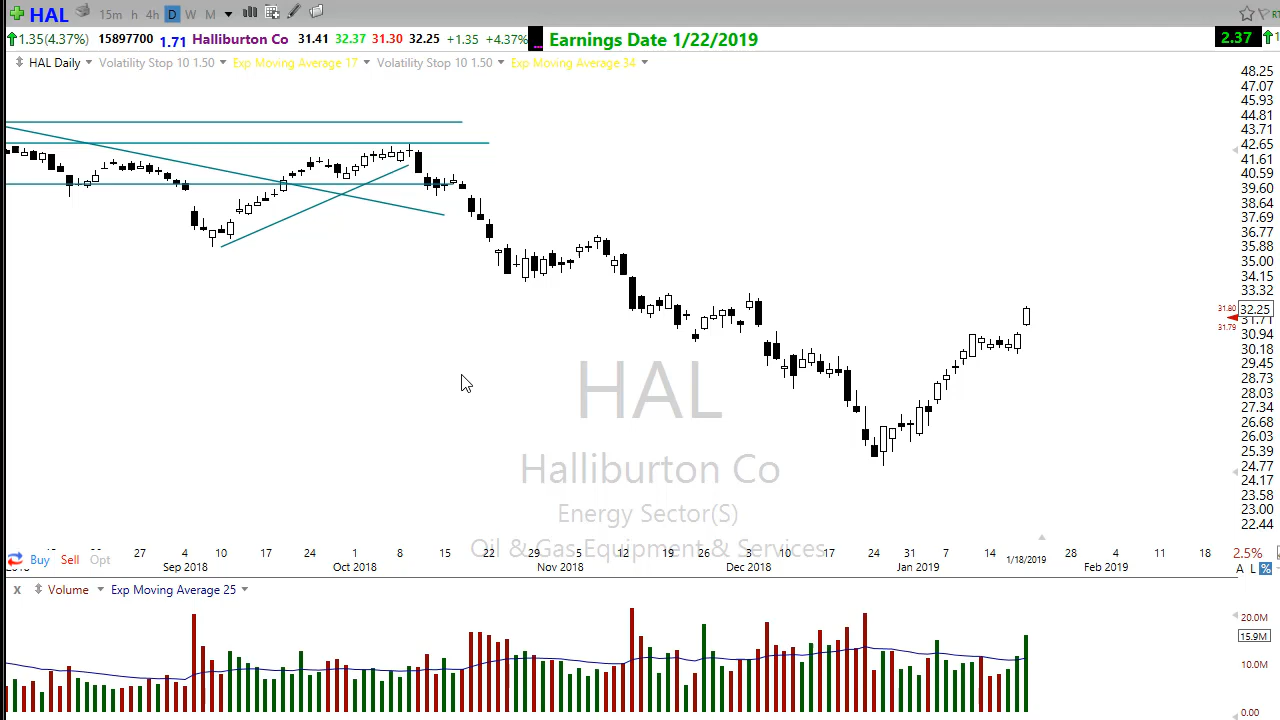 HAL 15m h 4h D W M
1.35(4.37%) 15897700 1.71 Halliburton Co 31.41 32.37 31.30 32.25 +1.35 +4.37% Earnings Date 1/22/2019 2.37
HAL Daily Volatility Stop 10 1.50 Exp Moving Average 17 Volatility Stop 10 1.50 Exp Moving Average 34
48.25
47.07
45.93
44.81
43.71
42.65
41.61
40.59
39.60
38.64
37.69
36.77
35.88
35.00
34.15
33.32
31.80 32.25
31.71
31.79
30.94
30.18
29.45
28.73
28.03
27.34
26.68
26.03
25.39
24.77
24.17
23.58
23.00
22.44
HAL
Halliburton Co
Energy Sector(S)
Oil & Gas Equipment & Services
Buy Sell Opt
27 4 10 17 24 1 8 15 22 29 5 12 19 26 3 10 17 24 31 7 14 1/18/2019 28 4 11 18 2.5%
Sep 2018 Oct 2018 Nov 2018 Dec 2018 Jan 2019 Feb 2019 A L %
x Volume Exp Moving Average 25
20.0M
15.9M
10.0M
0.00